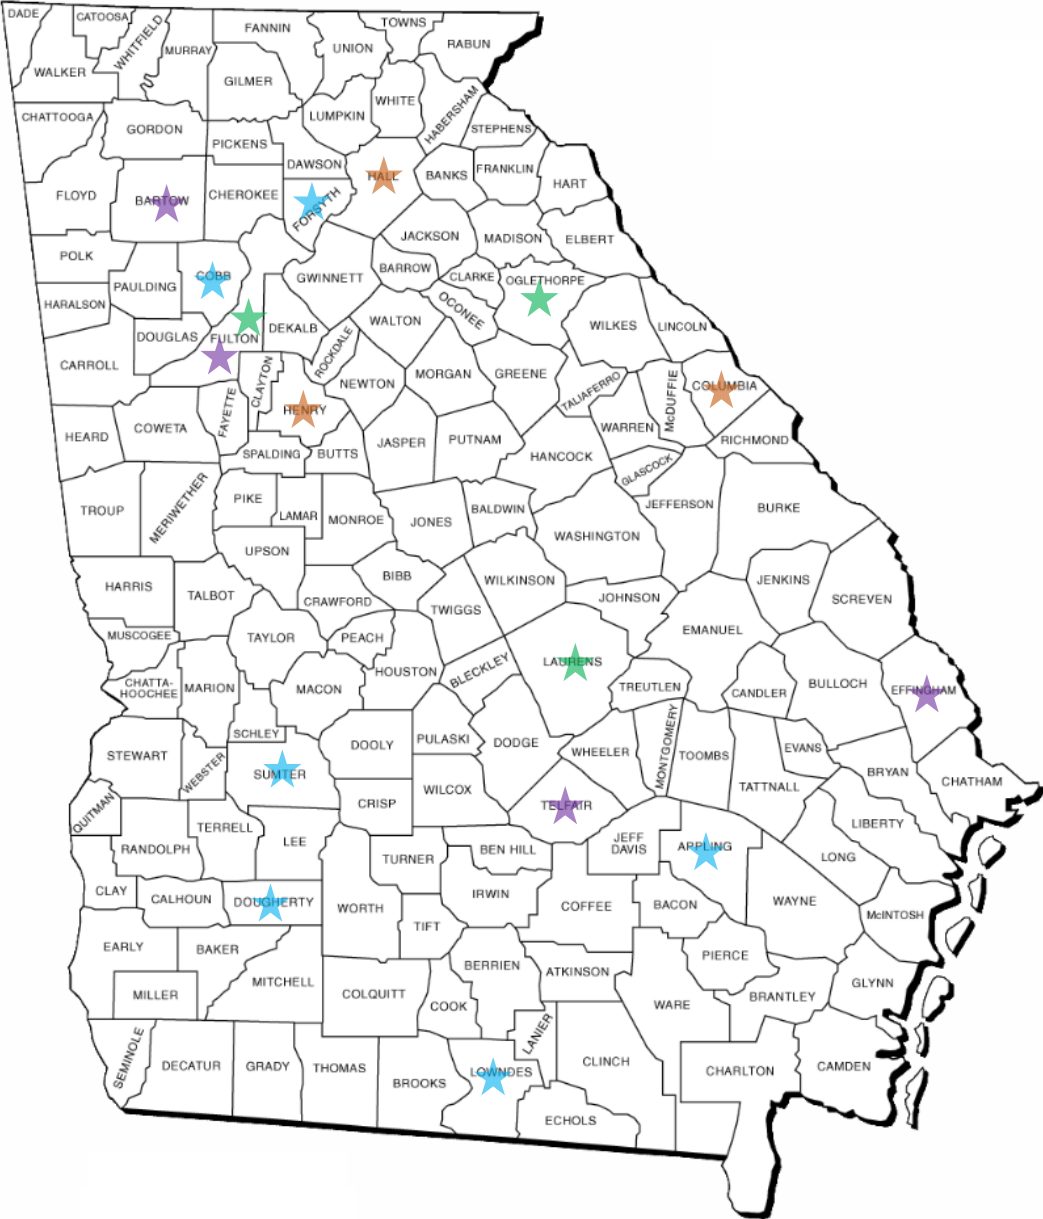 DADE
CATOOSA
WHITFIELD
MURRAY
FANNIN
TOWNS
UNION
RABUN
WALKER
GILMER
WHITE
HABERSHAM
CHATTOOGA
GORDON
LUMPKIN
STEPHENS
PICKENS
DAWSON
HALL
BANKS
FRANKLIN
HART
FLOYD
BARTOW
CHEROKEE
FORSYTH
JACKSON
MADISON
ELBERT
POLK
PAULDING
COBB
GWINNETT
BARROW
CLARKE
OGLETHORPE
HARALSON
OCONEE
DOUGLAS
FULTON
DEKALB
WALTON
WILKES
LINCOLN
CARROLL
CLAYTON
ROCKDALE
NEWTON
MORGAN
GREENE
TALIAFERRO
McDUFFIE
COLUMBIA
HEARD
COWETA
FAYETTE
HENRY
WARREN
RICHMOND
SPALDING
BUTTS
JASPER
PUTNAM
HANCOCK
GLASCOCK
TROUP
MERIWETHER
PIKE
LAMAR
MONROE
JONES
BALDWIN
JEFFERSON
BURKE
WASHINGTON
UPSON
HARRIS
TALBOT
CRAWFORD
BIBB
TWIGGS
WILKINSON
JOHNSON
JENKINS
SCREVEN
MUSCOGEE
TAYLOR
PEACH
EMANUEL
CHATTA-
HOOCHEE
MARION
MACON
HOUSTON
BLECKLEY
LAURENS
TREUTLEN
CANDLER
BULLOCH
EFFINGHAM
SCHLEY
STEWART
WEBSTER
SUMTER
DOOLY
PULASKI
DODGE
WHEELER
MONTGOMERY
TOOMBS
EVANS
TATTNALL
BRYAN
CHATHAM
QUITMAN
CRISP
WILCOX
TELFAIR
RANDOLPH
TERRELL
LEE
TURNER
BEN HILL
JEFF
DAVIS
APPLING
LIBERTY
LONG
CLAY
CALHOUN
DOUGHERTY
WORTH
IRWIN
COFFEE
BACON
WAYNE
McINTOSH
TIFT
EARLY
BAKER
MITCHELL
BERRIEN
ATKINSON
PIERCE
MILLER
COLQUITT
COOK
WARE
BRANTLEY
GLYNN
SEMINOLE
DECATUR
GRADY
THOMAS
BROOKS
LOWNDES
LANIER
CLINCH
CHARLTON
CAMDEN
ECHOLS